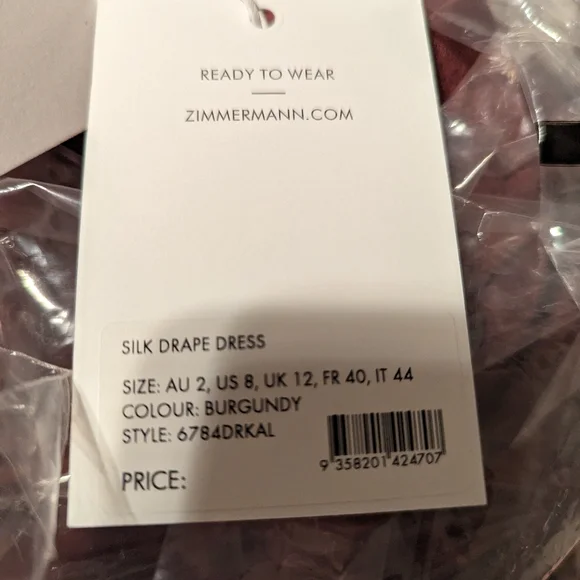 READY TO WEAR
ZIMMERMANN.COM
SILK DRAPE DRESS
SIZE: AU 2, US 8, UK 12, FR 40, IT 44
COLOUR: BURGUNDY
STYLE: 6784DRKAL
9 358201 424707
PRICE: